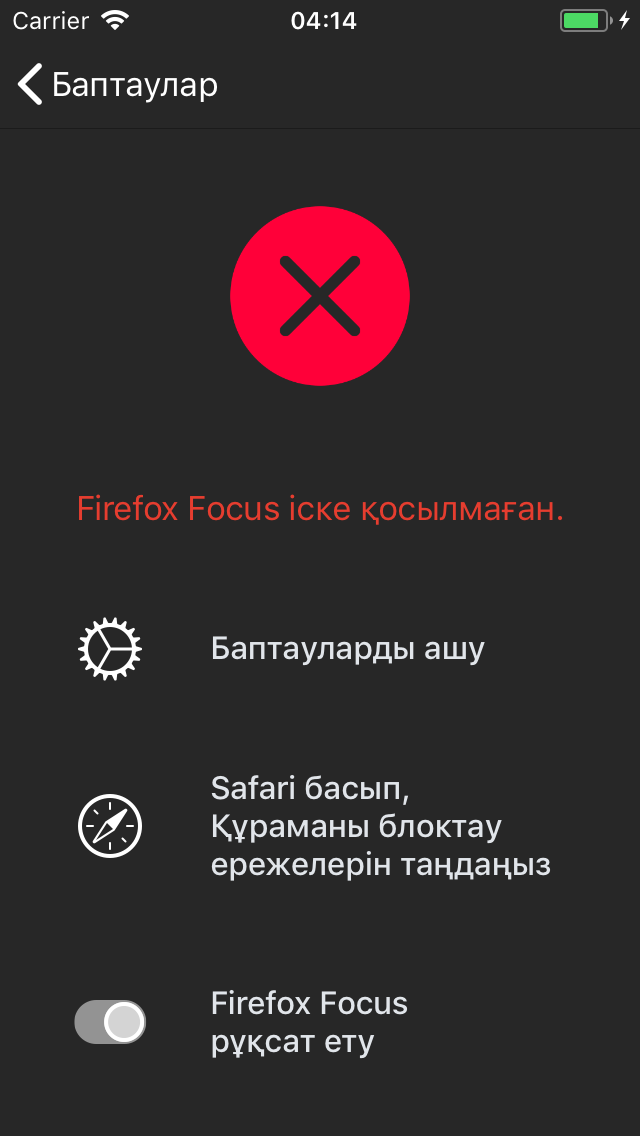 Carrier 04:14
Баптаулар
Firefox Focus іске қосылмаған.
Баптауларды ашу
Safari басып,
Құраманы блоктау
ережелерін таңдаңыз
Firefox Focus
рұқсат ету